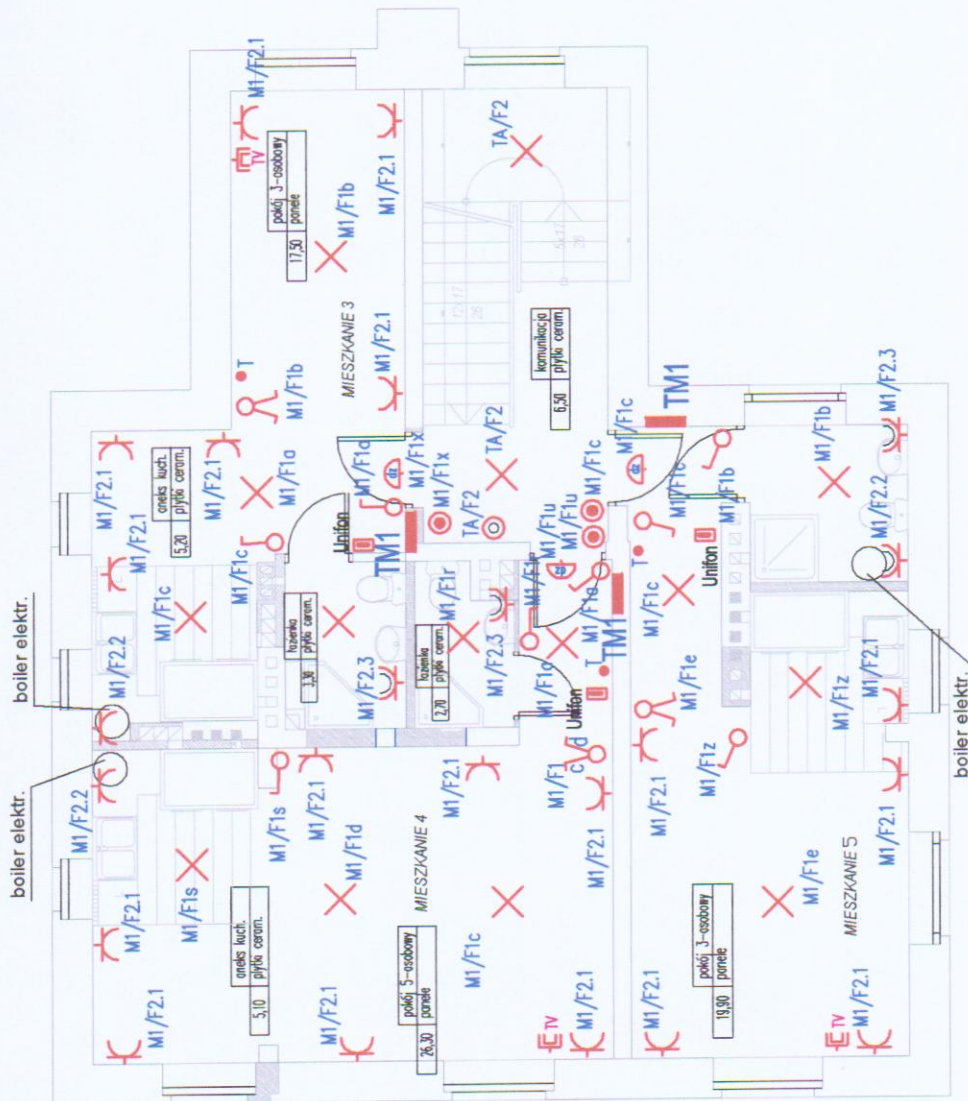 boiler elektr.
boiler elektr.
M1/F2.2
M1/F2.2
M1/F2.1
M1/F2.1
M1/F1s
aneks kuch.
5,10 płytki ceram.
M1/F1s
M1/F2.1
M1/F1d
M1/F2.1
MIESZKANIE 4
pokój 5-osobowy
26,30 panele
M1/F1c
M1/F2.1
M1/F1
c/d
M1/F2.1
TV
M1/F2.1
M1/F1c
M1/F1c
M1/F2.1
M1/F2.1
M1/F2.1
aneks kuch.
5,20 płytki ceram.
M1/F1a
M1/F1b
T
M1/F2.1
TV
pokój 3-osobowy
17,50 panele
M1/F1b
M1/F2.1
MIESZKANIE 3
M1/F2.1
łazienka
3,30 płytki ceram.
Unifon
TM1
M1/F1a
dz
M1/F1x
M1/F1x
M1/F2.3
łazienka
2,70 płytki ceram.
M1/F1r
M1/F2.3
M1/F1r
TA/F2
TA/F2
TA/F2
12x17
28
komunikacja
6,50 płytki ceram.
M1/F1u
M1/F1u
dz
M1/F1c
dz
M1/F1c
TM1
M1/F1a
M1/F1a
Unifon
T
TM1
M1/F1c
M1/F1c
T
Unifon
M1/F1b
M1/F1b
M1/F2.3
M1/F2.2
boiler elektr.
M1/F1e
M1/F1z
M1/F2.1
M1/F1z
M1/F2.1
M1/F2.1
M1/F2.1
pokój 3-osobowy
19,90 panele
M1/F1e
MIESZKANIE 5
TV
M1/F2.1